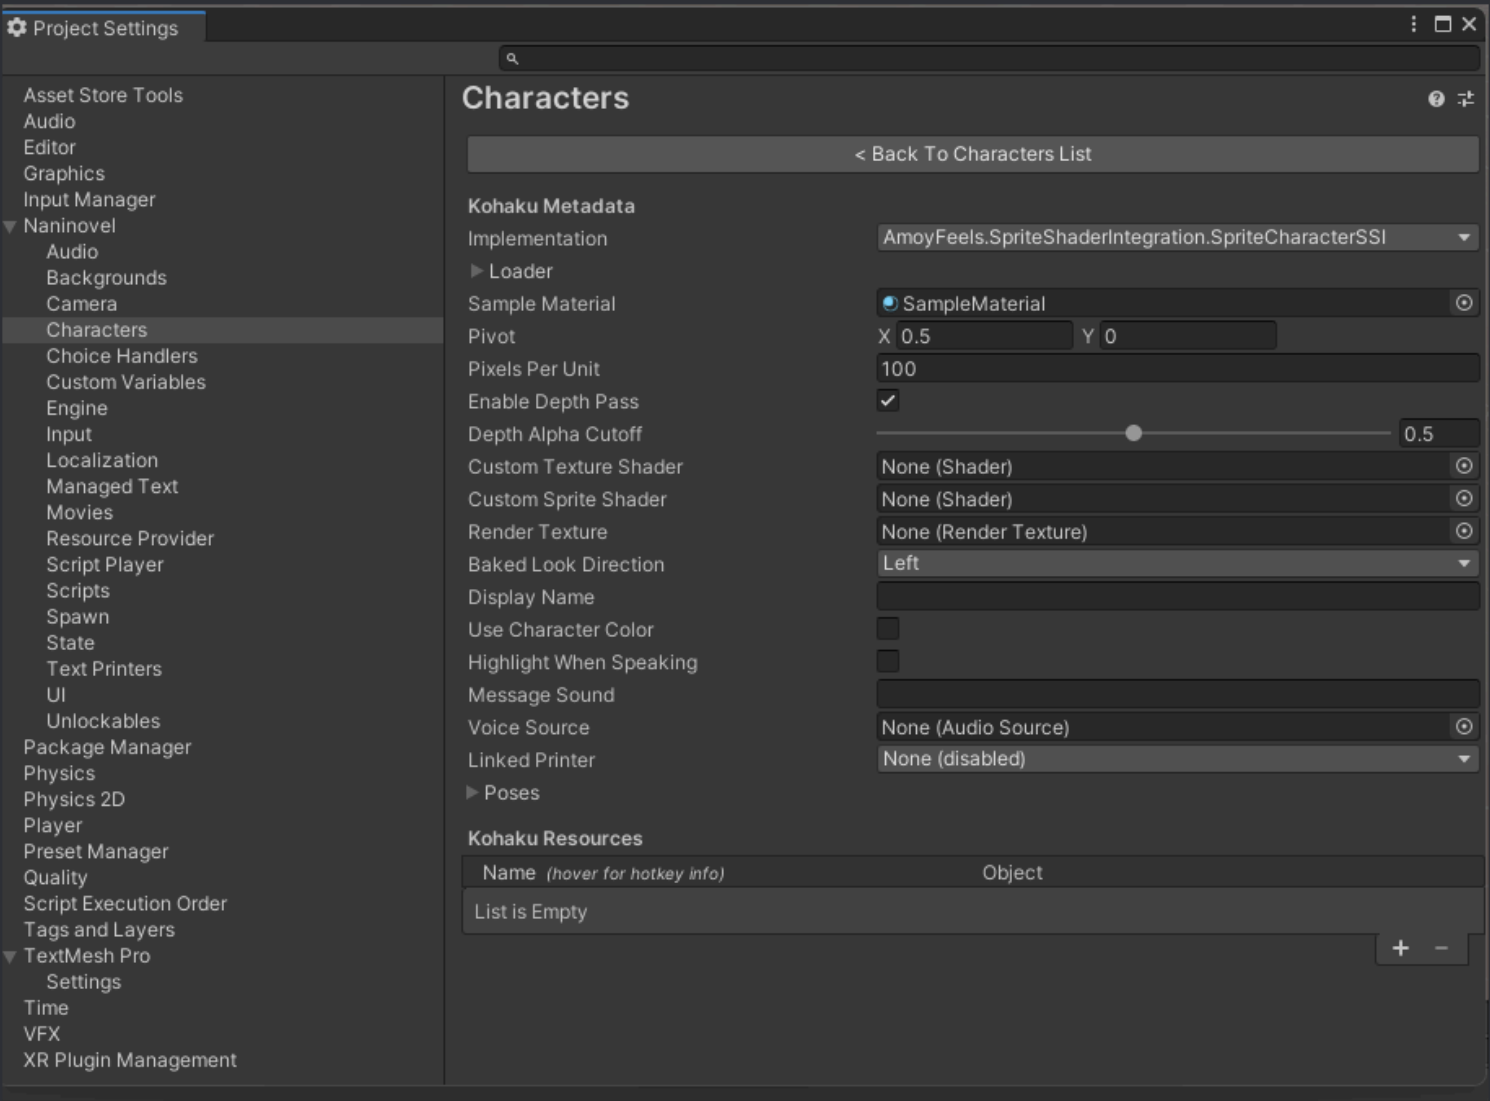 Project Settings
Asset Store Tools
Audio
Editor
Graphics
Input Manager
Naninovel
Audio
Backgrounds
Camera
Characters
Choice Handlers
Custom Variables
Engine
Input
Localization
Managed Text
Movies
Resource Provider
Script Player
Scripts
Spawn
State
Text Printers
UI
Unlockables
Package Manager
Physics
Physics 2D
Player
Preset Manager
Quality
Script Execution Order
Tags and Layers
TextMesh Pro
Settings
Time
VFX
XR Plugin Management
Characters
< Back To Characters List
Kohaku Metadata
Implementation AmoyFeels.SpriteShaderIntegration.SpriteCharacterSSI
Loader
Sample Material SampleMaterial
Pivot X 0.5 Y 0
Pixels Per Unit 100
Enable Depth Pass
Depth Alpha Cutoff 0.5
Custom Texture Shader None (Shader)
Custom Sprite Shader None (Shader)
Render Texture None (Render Texture)
Baked Look Direction Left
Display Name
Use Character Color
Highlight When Speaking
Message Sound
Voice Source None (Audio Source)
Linked Printer None (disabled)
Poses
Kohaku Resources
Name (hover for hotkey info) Object
List is Empty